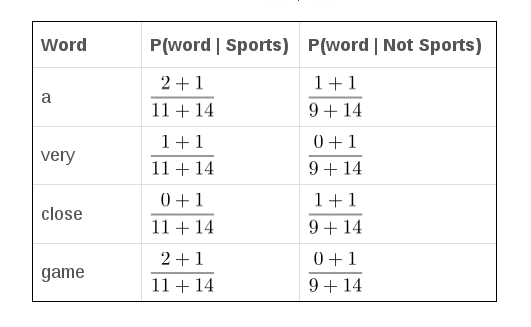 Word P(word | Sports) P(word | Not Sports)
a (2 + 1)/(11 + 14) (1 + 1)/(9 + 14)
very (1 + 1)/(11 + 14) (0 + 1)/(9 + 14)
close (0 + 1)/(11 + 14) (1 + 1)/(9 + 14)
game (2 + 1)/(11 + 14) (0 + 1)/(9 + 14)